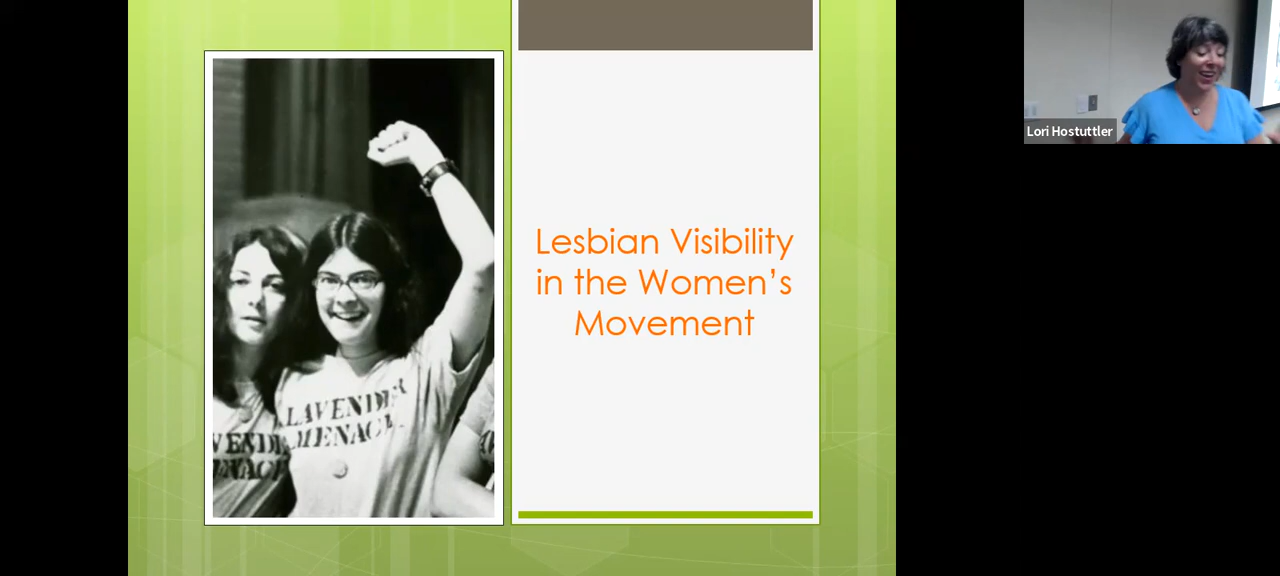 Lori Hostuttler
Lesbian Visibility
in the Women's
Movement
LAVENDER
MENACE